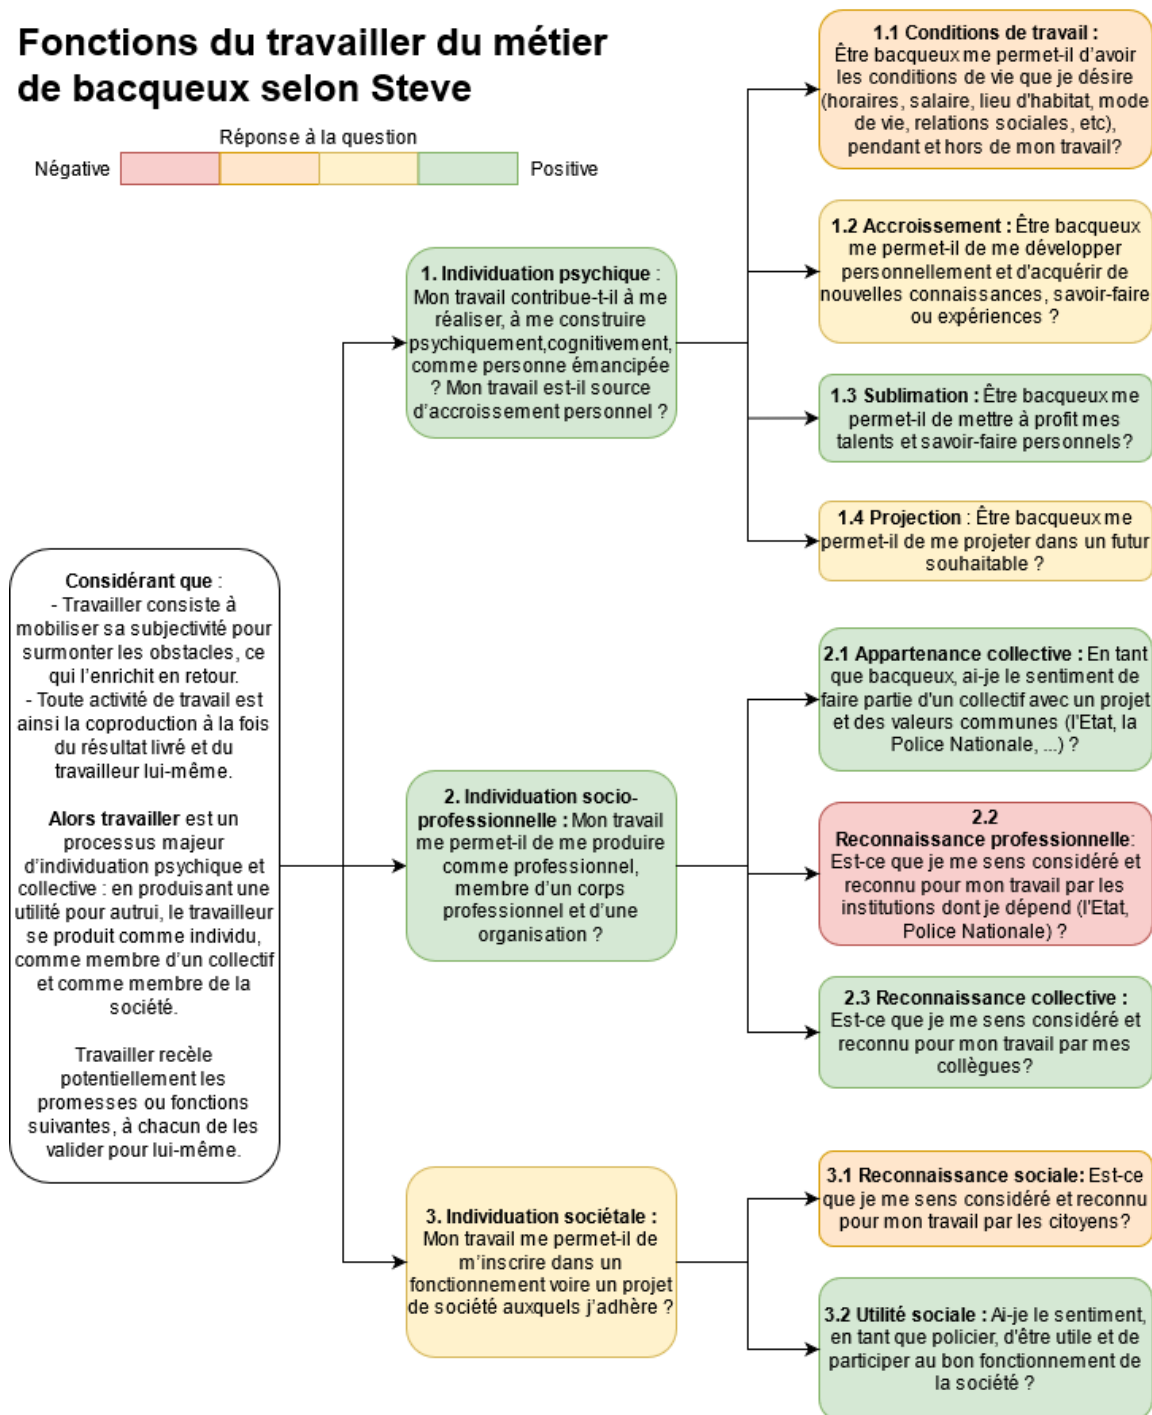 Fonctions du travailler du métier
de bacqueux selon Steve
Réponse à la question
Négative
Positive
Considérant que :
- Travailler consiste à
mobiliser sa subjectivité pour
surmonter les obstacles, ce
qui l'enrichit en retour.
- Toute activité de travail est
ainsi la coproduction à la fois
du résultat livré et du
travailleur lui-même.
Alors travailler est un
processus majeur
d'individuation psychique et
collective : en produisant une
utilité pour autrui, le travailleur
se produit comme individu,
comme membre d'un collectif
et comme membre de la
société.
Travailler recèle
potentiellement les
promesses ou fonctions
suivantes, à chacun de les
valider pour lui-même.
1. Individuation psychique :
Mon travail contribue-t-il à me
réaliser, à me construire
psychiquement,cognitivement,
comme personne émancipée
? Mon travail est-il source
d'accroissement personnel ?
1.1 Conditions de travail :
Être bacqueux me permet-il d'avoir
les conditions de vie que je désire
(horaires, salaire, lieu d'habitat, mode
de vie, relations sociales, etc),
pendant et hors de mon travail?
1.2 Accroissement : Être bacqueux
me permet-il de me développer
personnellement et d'acquérir de
nouvelles connaissances, savoir-faire
ou expériences ?
1.3 Sublimation : Être bacqueux me
permet-il de mettre à profit mes
talents et savoir-faire personnels?
1.4 Projection : Être bacqueux me
permet-il de me projeter dans un futur
souhaitable ?
2. Individuation socio-
professionnelle : Mon travail
me permet-il de me produire
comme professionnel,
membre d'un corps
professionnel et d'une
organisation ?
2.1 Appartenance collective : En tant
que bacqueux, ai-je le sentiment de
faire partie d'un collectif avec un projet
et des valeurs communes (l'Etat, la
Police Nationale, ...) ?
2.2
Reconnaissance professionnelle:
Est-ce que je me sens considéré et
reconnu pour mon travail par les
institutions dont je dépend (l'Etat,
Police Nationale) ?
2.3 Reconnaissance collective :
Est-ce que je me sens considéré et
reconnu pour mon travail par mes
collègues?
3. Individuation sociétale :
Mon travail me permet-il de
m'inscrire dans un
fonctionnement voire un projet
de société auxquels j'adhère ?
3.1 Reconnaissance sociale: Est-ce
que je me sens considéré et reconnu
pour mon travail par les citoyens?
3.2 Utilité sociale : Ai-je le sentiment,
en tant que policier, d'être utile et de
participer au bon fonctionnement de
la société ?